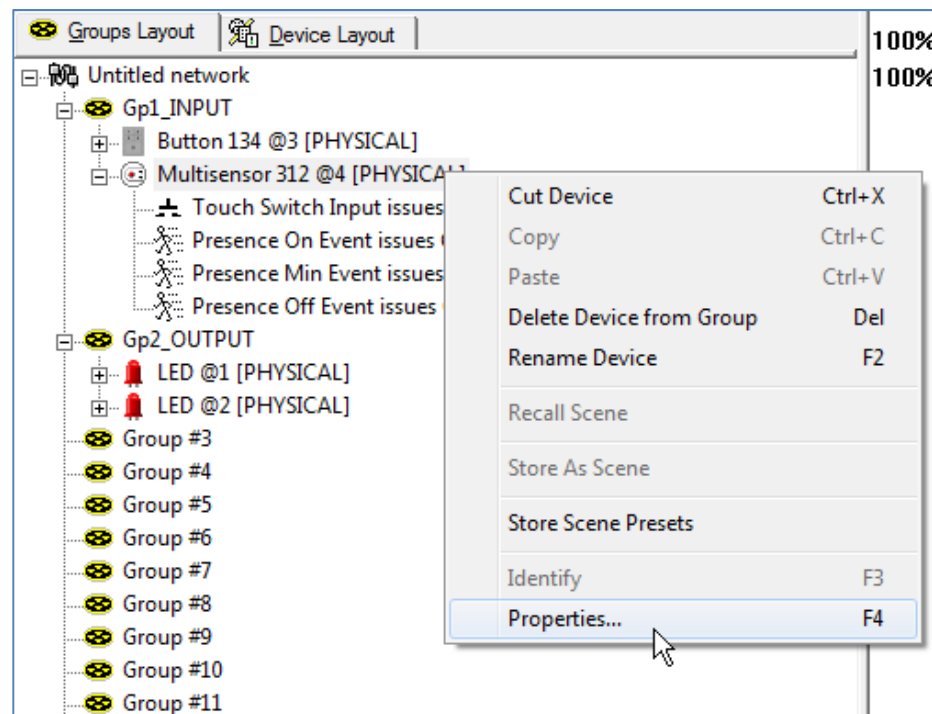 Groups Layout Device Layout
100%
100%
Untitled network
Gp1_INPUT
Button 134 @3 [PHYSICAL]
Multisensor 312 @4 [PHYSICAL]
Touch Switch Input issues
Presence On Event issues
Presence Min Event issues
Presence Off Event issues
Gp2_OUTPUT
LED @1 [PHYSICAL]
LED @2 [PHYSICAL]
Group #3
Group #4
Group #5
Group #6
Group #7
Group #8
Group #9
Group #10
Group #11
Cut Device Ctrl+X
Copy Ctrl+C
Paste Ctrl+V
Delete Device from Group Del
Rename Device F2
Recall Scene
Store As Scene
Store Scene Presets
Identify F3
Properties... F4